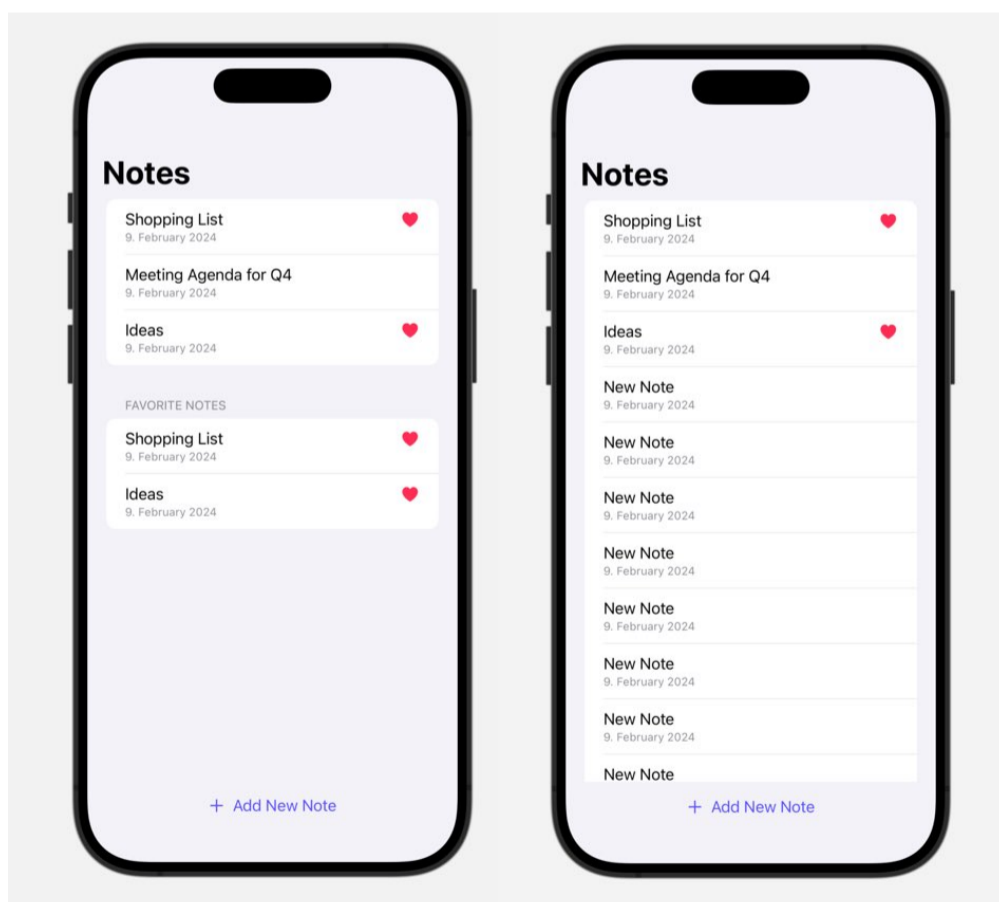 Notes
Shopping List
9. February 2024
Meeting Agenda for Q4
9. February 2024
Ideas
9. February 2024
FAVORITE NOTES
Shopping List
9. February 2024
Ideas
9. February 2024
+ Add New Note
Notes
Shopping List
9. February 2024
Meeting Agenda for Q4
9. February 2024
Ideas
9. February 2024
New Note
9. February 2024
New Note
9. February 2024
New Note
9. February 2024
New Note
9. February 2024
New Note
9. February 2024
New Note
9. February 2024
New Note
9. February 2024
New Note
+ Add New Note